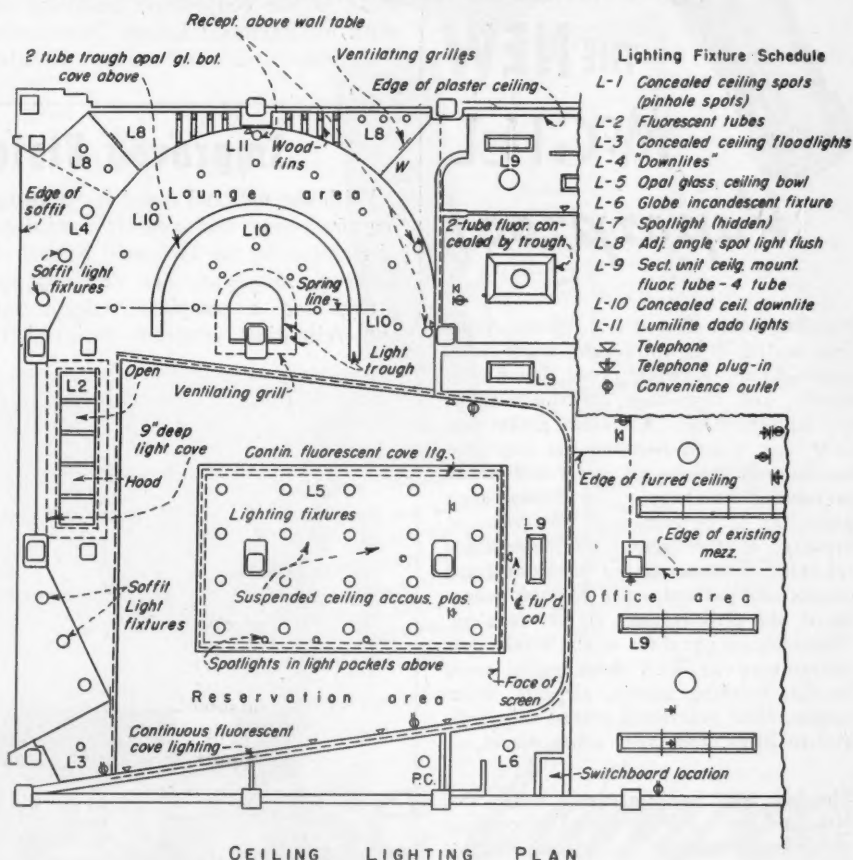 Recept. above wall table
2 tube trough opal gl. bot.
cove above
Ventilating grilles
Edge of plaster ceiling
Lighting Fixture Schedule
L-1 Concealed ceiling spots
(pinhole spots)
L-2 Fluorescent tubes
L-3 Concealed ceiling floodlights
L-4 "Downlites"
L-5 Opal glass ceiling bowl
L-6 Globe incandescent fixture
L-7 Spotlight (hidden)
L-8 Adj. angle spot light flush
L-9 Sect. unit ceilg. mount.
fluor. tube - 4 tube
L-10 Concealed ceil. downlite
L-11 Lumiline dado lights
Telephone
Telephone plug-in
Convenience outlet
L8
L11
Wood-
fins
L8
W
L9
L8
Lounge area
Edge of
soffit
L4
L10
L10
2-tube fluor. con-
cealed by trough
Soffit light
fixtures
Spring
line
L10
Light
trough
L9
Open
Ventilating grill
L2
9" deep
light cove
Hood
Contin. fluorescent cove ltg.
L5
Lighting fixtures
L9
Edge of furred ceiling
Edge of existing
mezz.
Suspended ceiling accous. plas.
℄ fur'd.
col.
Office area
L9
Soffit
Light
fixtures
Spotlights in light pockets above
Face of
screen
Reservation area
Continuous fluorescent
cove lighting
L3
P.C.
L6
Switchboard location
CEILING LIGHTING PLAN